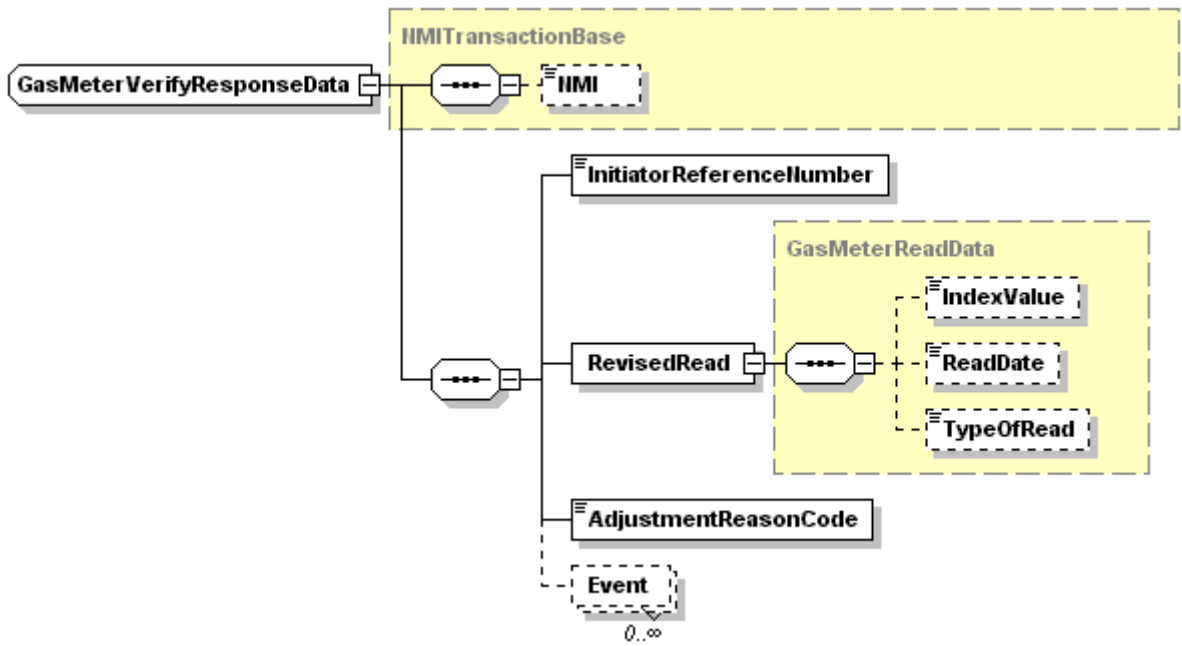 NMITransactionBase
GasMeterVerifyResponseData
NMI
InitiatorReferenceNumber
GasMeterReadData
IndexValue
RevisedRead
ReadDate
TypeOfRead
AdjustmentReasonCode
Event
0..∞